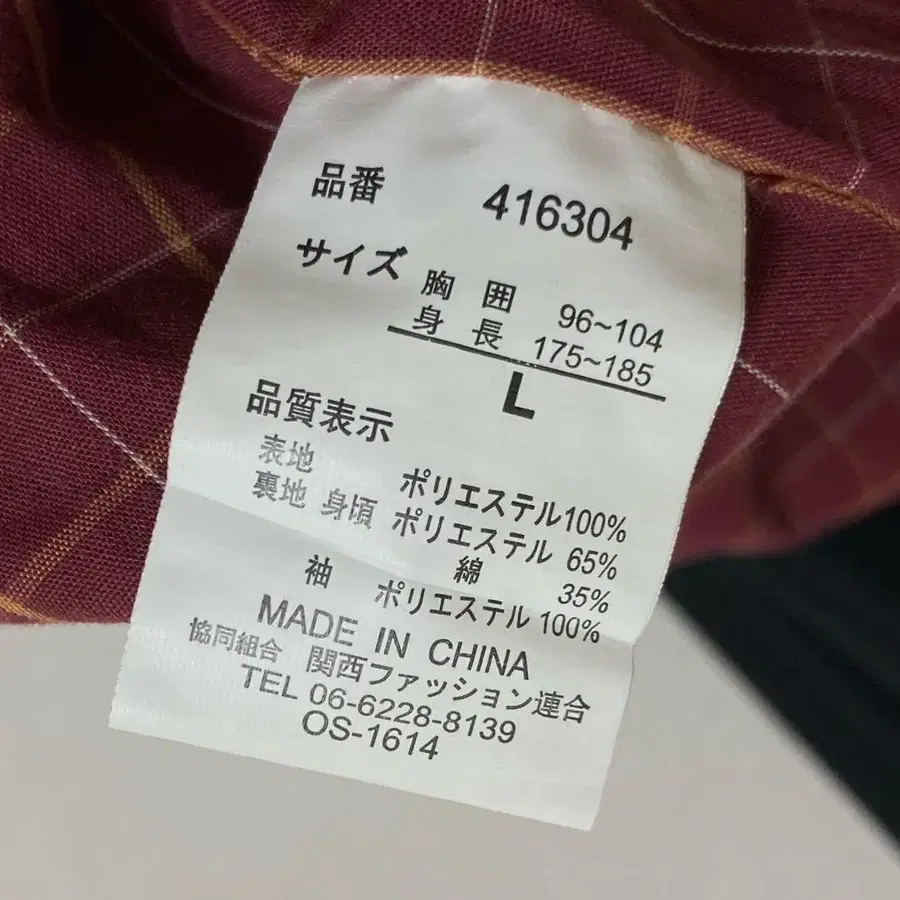 品番 416304
サイズ
胸囲 96~104
身長 175~185
L
品質表示
表地 ポリエステル100%
裏地 身頃 ポリエステル 65%
綿 35%
袖 ポリエステル 100%
MADE IN CHINA
協同組合 関西ファッション連合
TEL 06-6228-8139
OS-1614